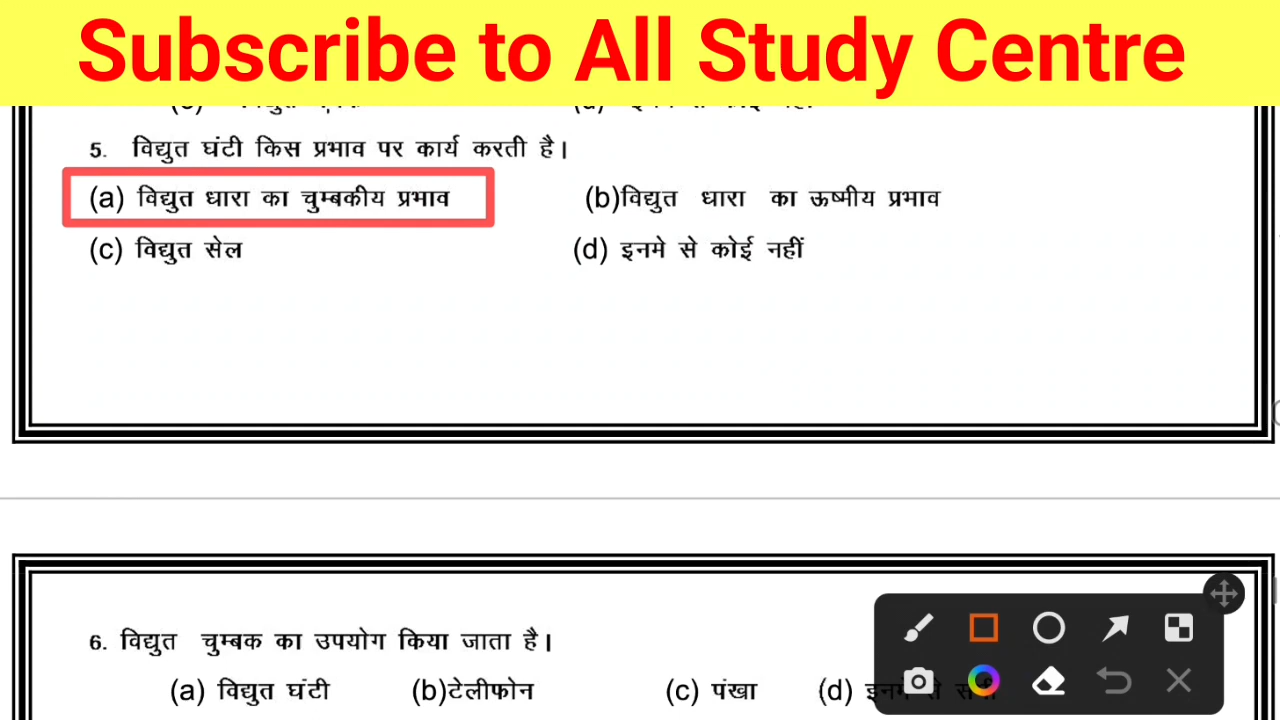 Subscribe to All Study Centre
5. विद्युत घंटी किस प्रभाव पर कार्य करती है।
(a) विद्युत धारा का चुम्बकीय प्रभाव (b)विद्युत धारा का ऊष्मीय प्रभाव
(c) विद्युत सेल (d) इनमे से कोई नहीं
6. विद्युत चुम्बक का उपयोग किया जाता है।
(a) विद्युत घंटी (b)टेलीफोन (c) पंखा (d)